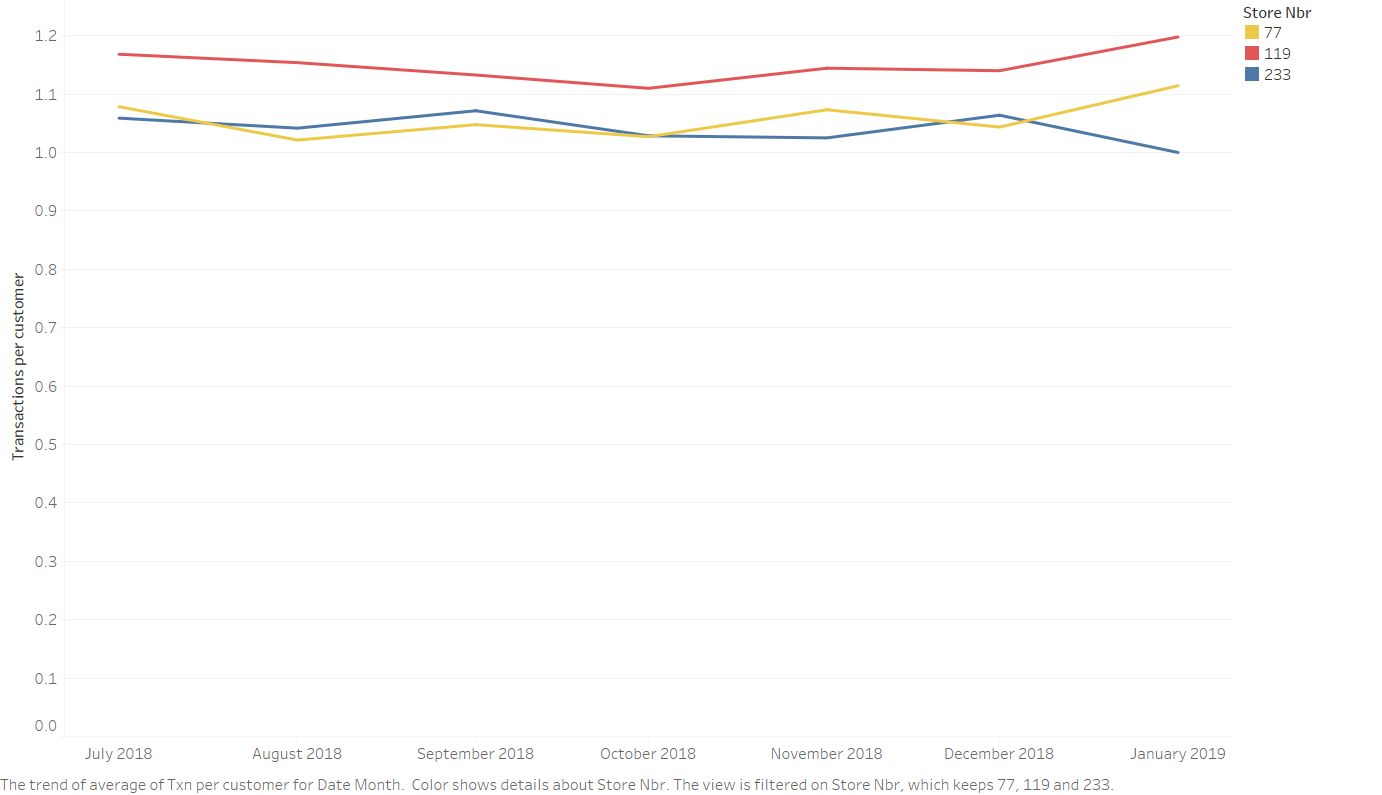 Store Nbr
77
119
233
Transactions per customer
1.2
1.1
1.0
0.9
0.8
0.7
0.6
0.5
0.4
0.3
0.2
0.1
0.0
July 2018
August 2018
September 2018
October 2018
November 2018
December 2018
January 2019
The trend of average of Txn per customer for Date Month.  Color shows details about Store Nbr. The view is filtered on Store Nbr, which keeps 77, 119 and 233.